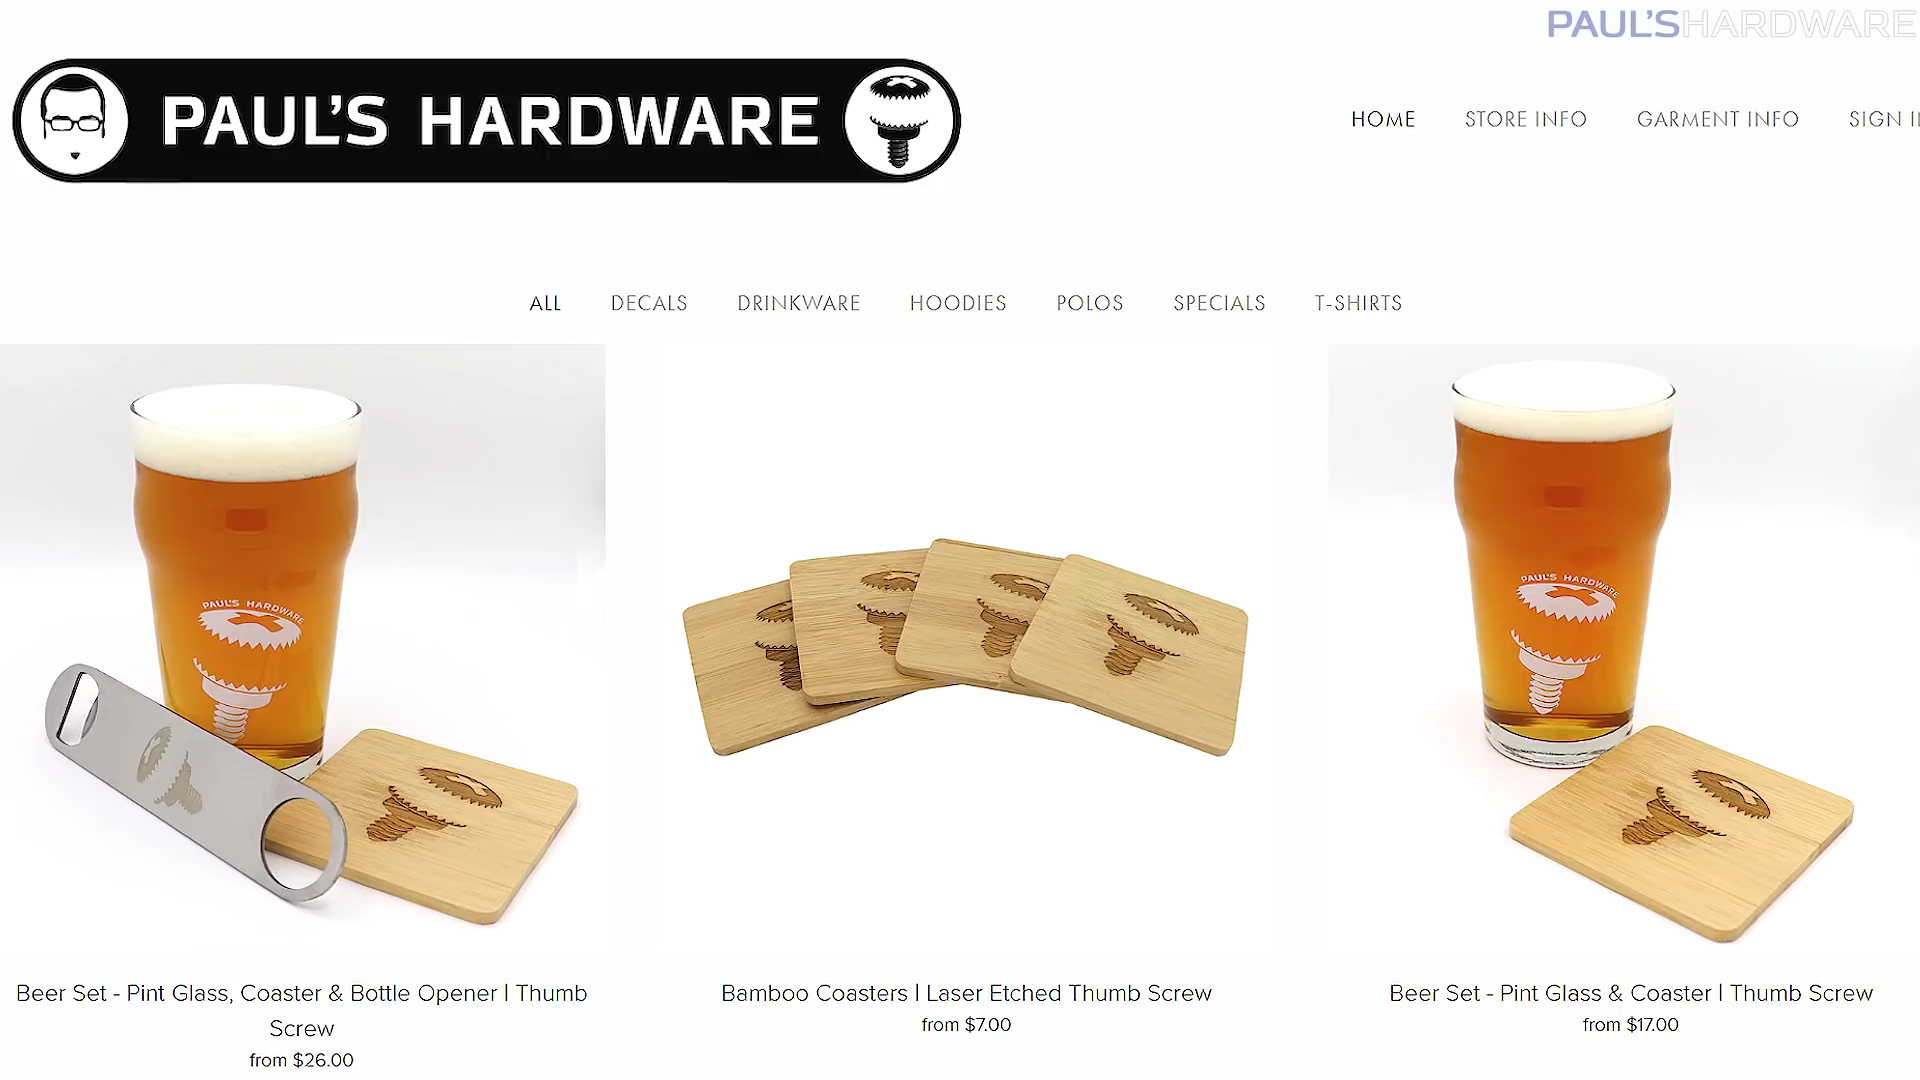 PAUL'SHARDWARE
PAUL'S HARDWARE
HOME STORE INFO GARMENT INFO SIGN I
ALL DECALS DRINKWARE HOODIES POLOS SPECIALS T-SHIRTS
PAUL'S HARDWARE
PAUL'S HARDWARE
Beer Set - Pint Glass, Coaster & Bottle Opener | Thumb
Screw
from $26.00
Bamboo Coasters | Laser Etched Thumb Screw
from $7.00
Beer Set - Pint Glass & Coaster | Thumb Screw
from $17.00